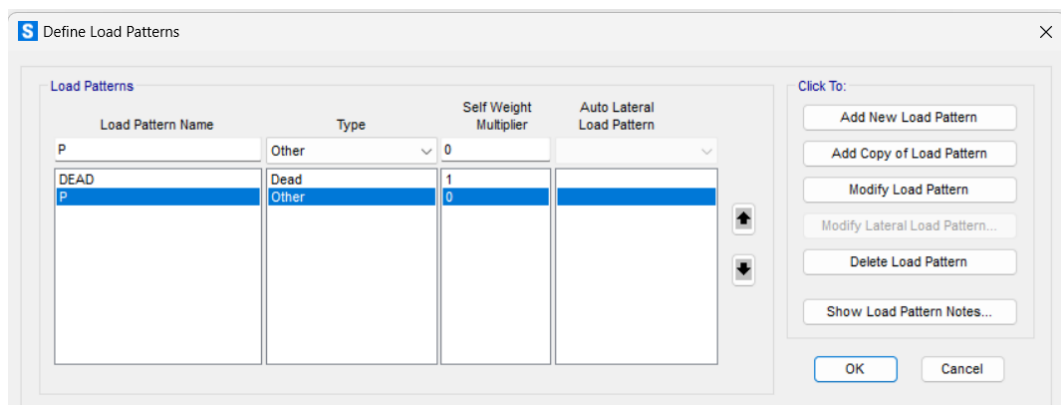 S Define Load Patterns
Load Patterns
Click To:
Load Pattern Name Type Self Weight Multiplier Auto Lateral Load Pattern
P Other 0
DEAD Dead 1
P Other 0
Add New Load Pattern
Add Copy of Load Pattern
Modify Load Pattern
Modify Lateral Load Pattern...
Delete Load Pattern
Show Load Pattern Notes...
OK Cancel